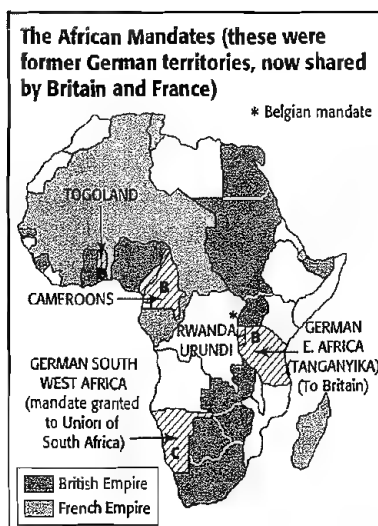 The African Mandates (these were
former German territories, now shared
by Britain and France)
* Belgian mandate
TOGOLAND
B
CAMEROONS
B
*
RWANDA
URUNDI
B
GERMAN
E. AFRICA
(TANGANYIKA)
(To Britain)
GERMAN SOUTH
WEST AFRICA
(mandate granted
to Union of
South Africa)
C
British Empire
French Empire